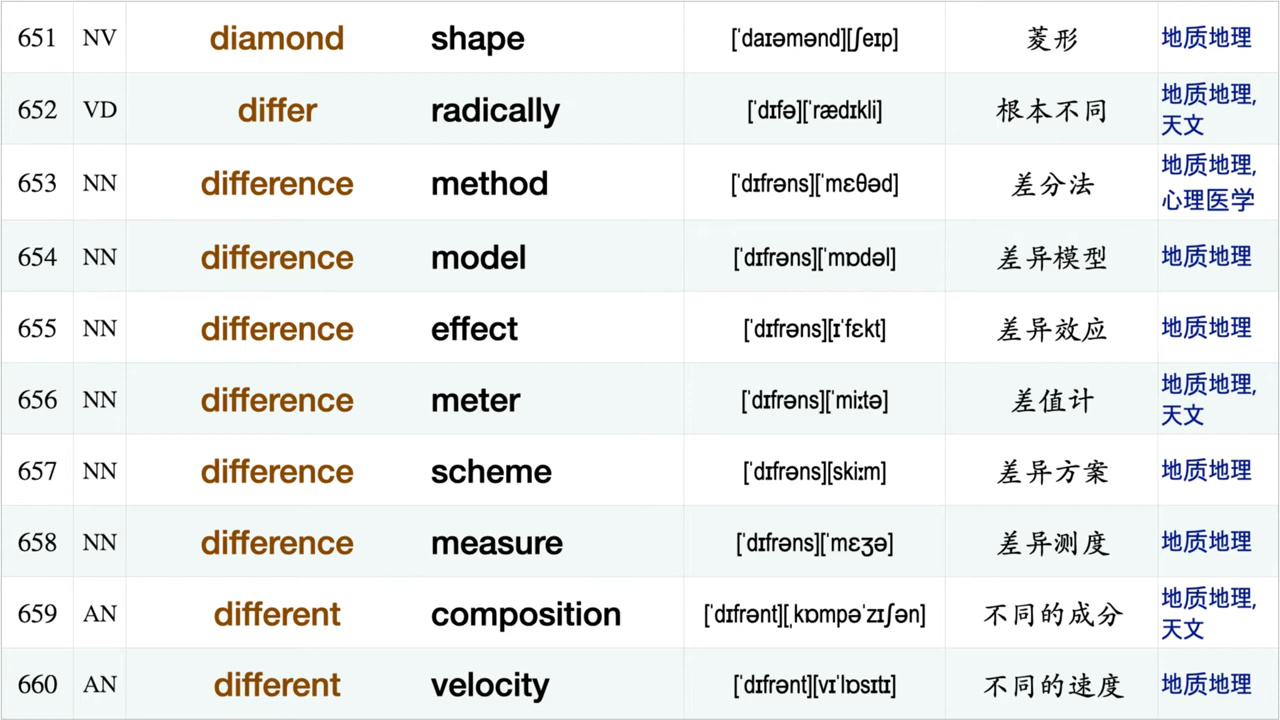 651 NV diamond shape [ˈdaɪəmənd][ʃeɪp] 菱形 地质地理
652 VD differ radically [ˈdɪfə][ˈrædɪkli] 根本不同 地质地理,
天文
653 NN difference method [ˈdɪfrəns][ˈmɛθəd] 差分法 地质地理,
心理医学
654 NN difference model [ˈdɪfrəns][ˈmɒdəl] 差异模型 地质地理
655 NN difference effect [ˈdɪfrəns][ɪˈfɛkt] 差异效应 地质地理
656 NN difference meter [ˈdɪfrəns][ˈmiːtə] 差值计 地质地理,
天文
657 NN difference scheme [ˈdɪfrəns][skiːm] 差异方案 地质地理
658 NN difference measure [ˈdɪfrəns][ˈmɛʒə] 差异测度 地质地理
659 AN different composition [ˈdɪfrənt][ˌkɒmpəˈzɪʃən] 不同的成分 地质地理,
天文
660 AN different velocity [ˈdɪfrənt][vɪˈlɒsɪtɪ] 不同的速度 地质地理